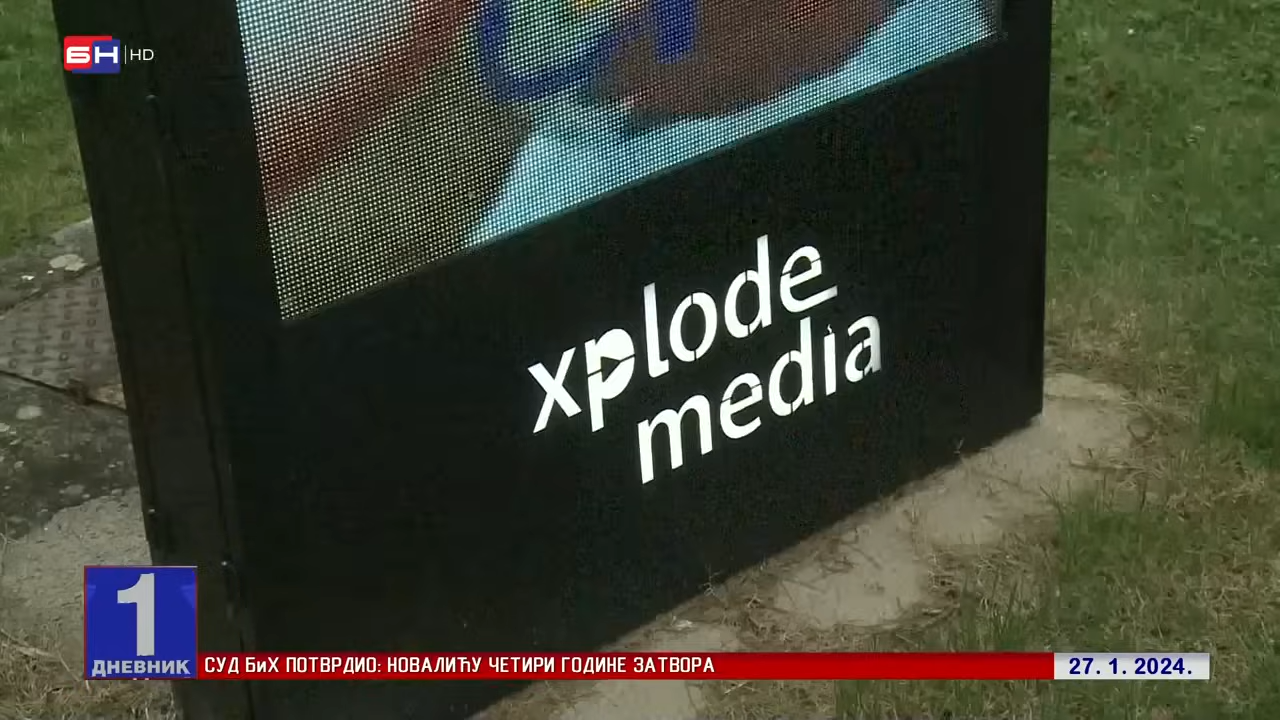 БН HD
xplode
media
1
ДНЕВНИК
СУД БиХ ПОТВРДИО: НОВАЛИЋУ ЧЕТИРИ ГОДИНЕ ЗАТВОРА
27. 1. 2024.